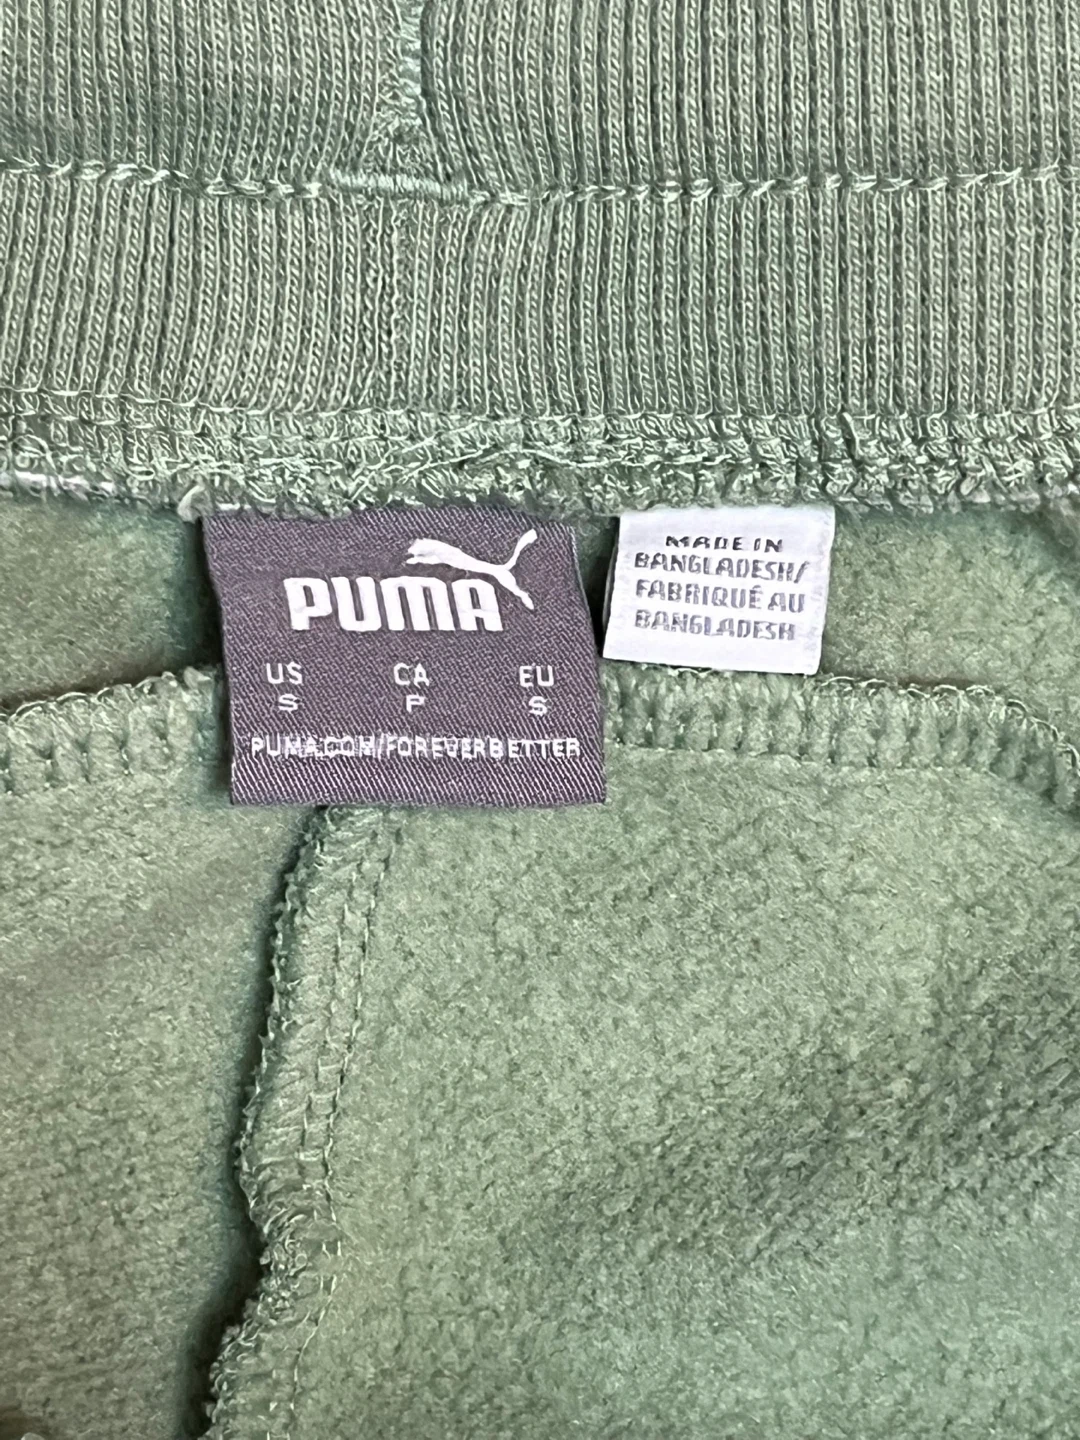 PUMA
US CA EU
S P S
PUMA.COM/FOREVERBETTER
MADE IN
BANGLADESH/
FABRIQUÉ AU
BANGLADESH